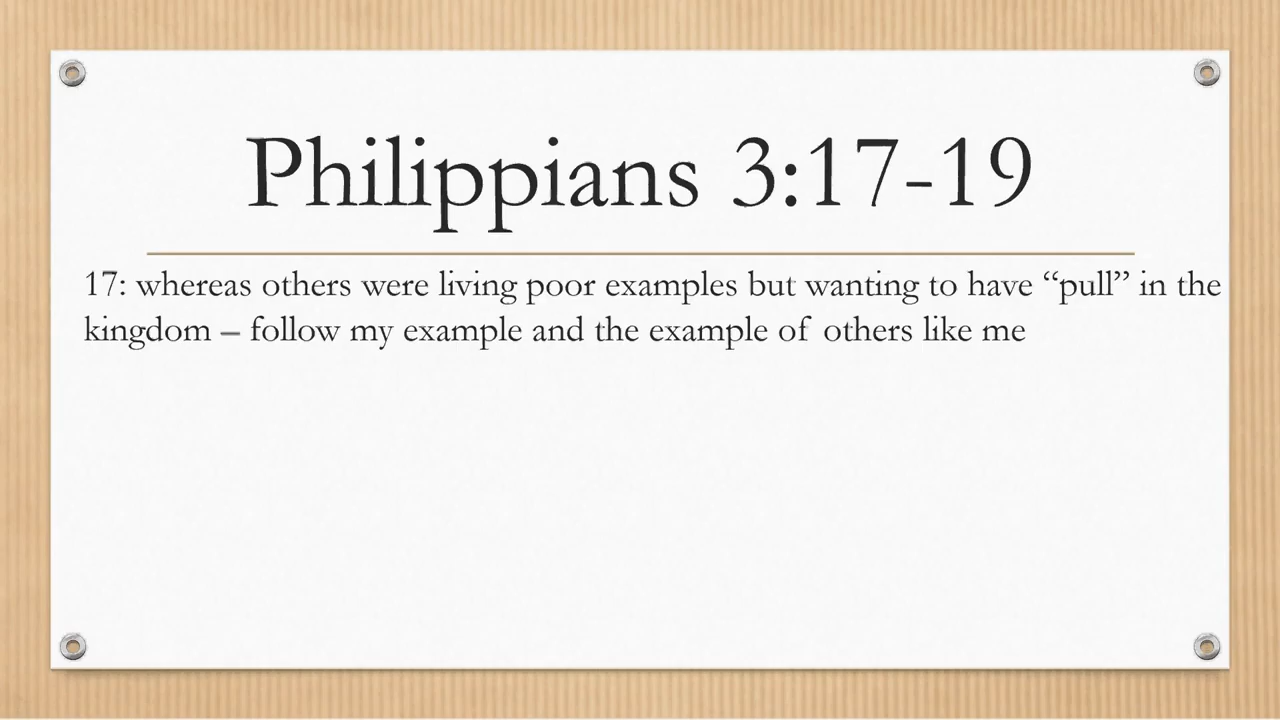 Philippians 3:17-19
17: whereas others were living poor examples but wanting to have “pull” in the
kingdom – follow my example and the example of others like me